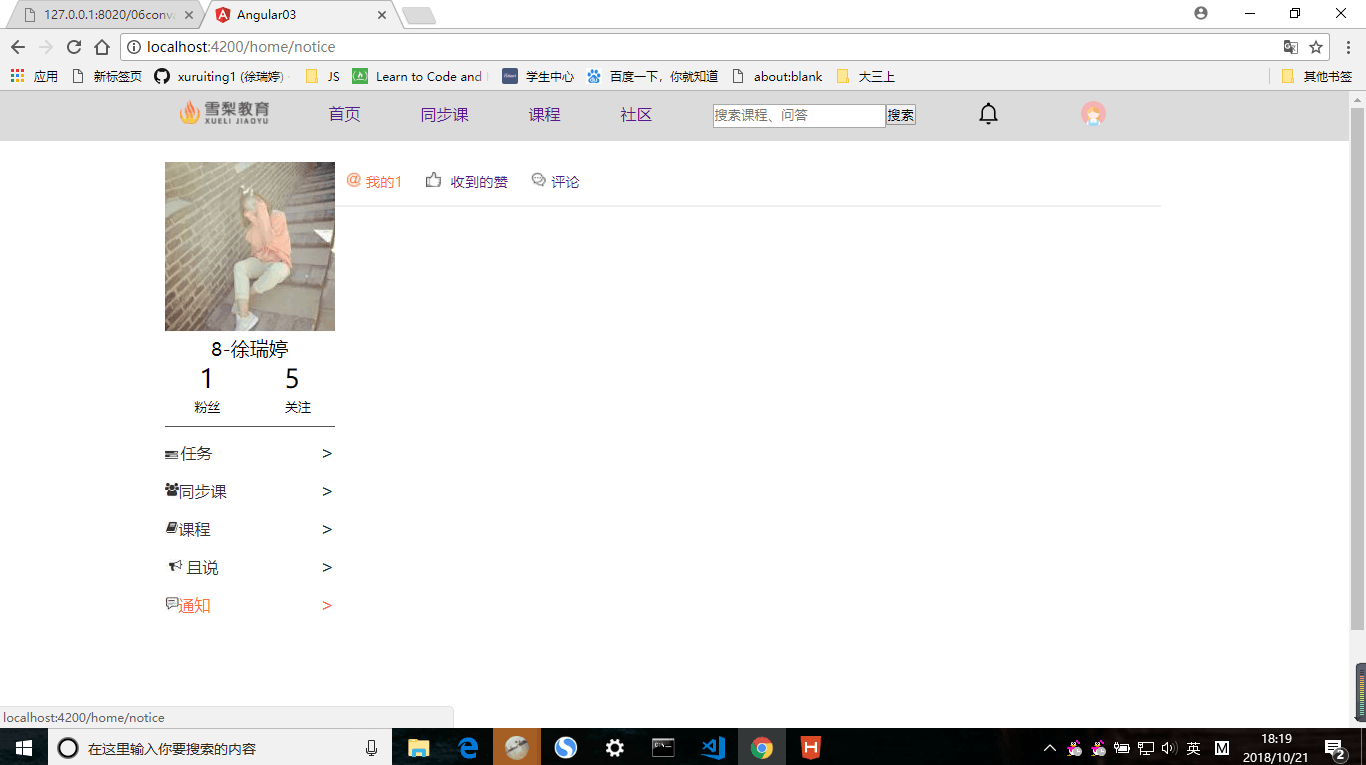 127.0.0.1:8020/06conv
Angular03
localhost:4200/home/notice
应用 新标签页 xuruiting1 (徐瑞婷) JS Learn to Code and 学生中心 百度一下，你就知道 about:blank 大三上 其他书签
雪梨教育 首页 同步课 课程 社区 搜索课程、问答 搜索
XUELI JIAOYU
@ 我的1 收到的赞 评论
8-徐瑞婷
1 5
粉丝 关注
任务 >
同步课 >
课程 >
且说 >
通知 >
localhost:4200/home/notice
在这里输入你要搜索的内容 英 M 18:19
2018/10/21 2